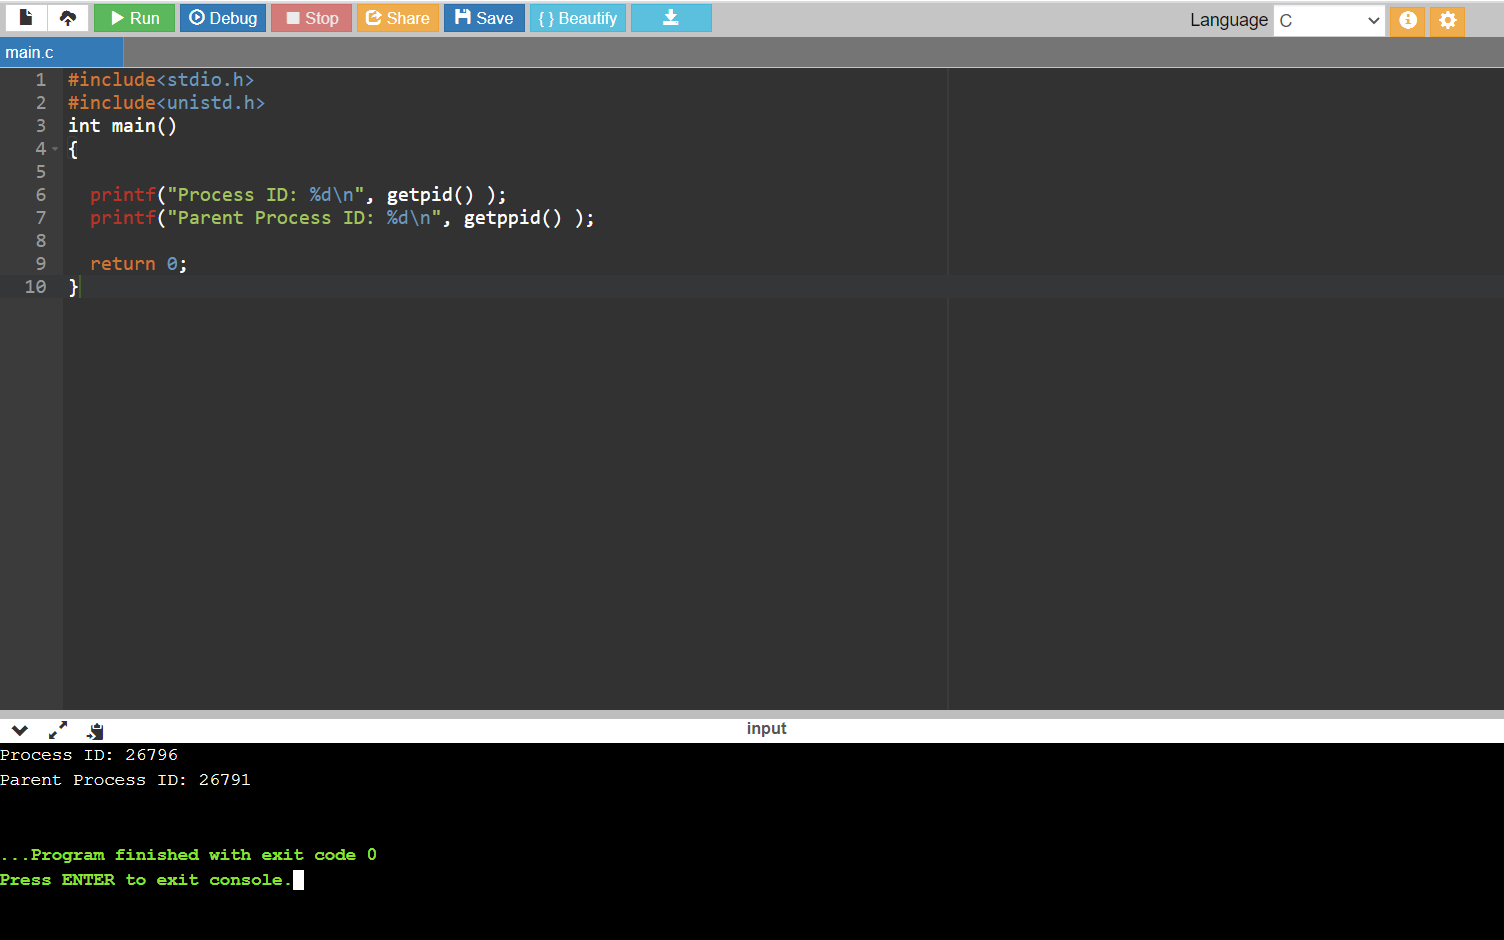 Run Debug Stop Share Save { } Beautify Language C
main.c
1 #include<stdio.h>
2 #include<unistd.h>
3 int main()
4 {
5
6 printf("Process ID: %d\n", getpid() );
7 printf("Parent Process ID: %d\n", getppid() );
8
9 return 0;
10 }
input
Process ID: 26796
Parent Process ID: 26791
...Program finished with exit code 0
Press ENTER to exit console.